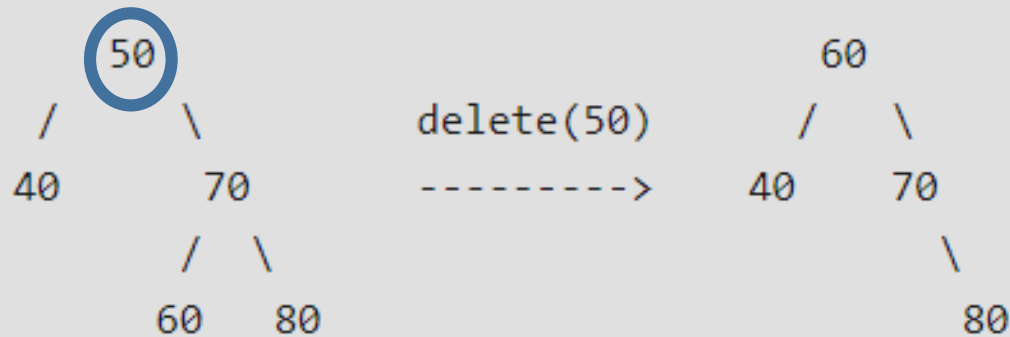 50 60
/ \ delete(50) / \
40 70 ---------> 40 70
/ \ \
60 80 80